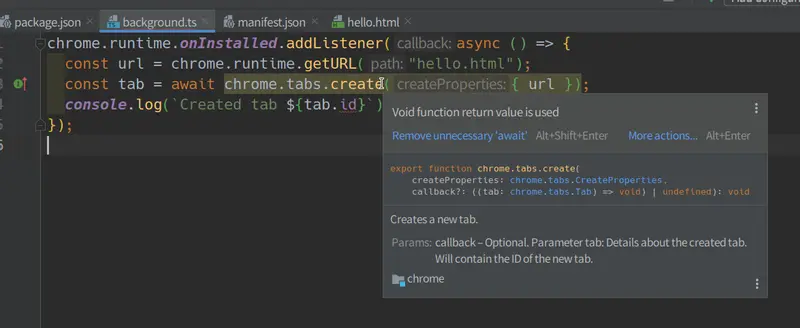 package.json background.ts manifest.json hello.html
chrome.runtime.onInstalled.addListener( callback: async () => {
2 const url = chrome.runtime.getURL( path: "hello.html");
3 const tab = await chrome.tabs.create( createProperties: { url });
4 console.log(`Created tab ${tab.id}`)
});
Void function return value is used
Remove unnecessary 'await' Alt+Shift+Enter More actions... Alt+Enter
export function chrome.tabs.create(
createProperties: chrome.tabs.CreateProperties,
callback?: ((tab: chrome.tabs.Tab) => void) | undefined): void
Creates a new tab.
Params: callback – Optional. Parameter tab: Details about the created tab.
Will contain the ID of the new tab.
chrome